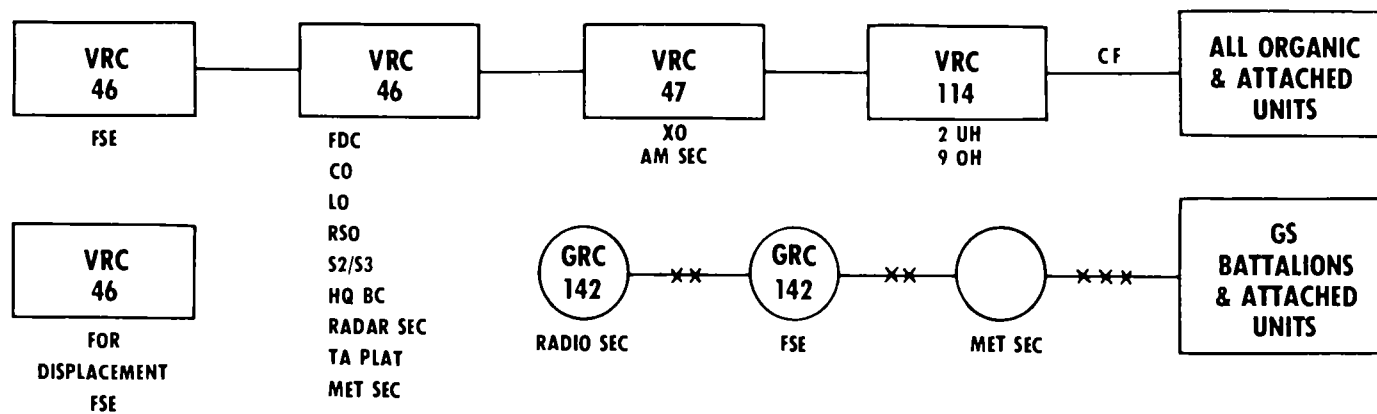 VRC
46
FSE
VRC
46
FDC
CO
LO
RSO
S2/S3
HQ BC
RADAR SEC
TA PLAT
MET SEC
VRC
47
XO
AM SEC
VRC
114
2 UH
9 OH
CF
ALL ORGANIC
& ATTACHED
UNITS
VRC
46
FOR
DISPLACEMENT
FSE
GRC
142
RADIO SEC
GRC
142
FSE
MET SEC
GS
BATTALIONS
& ATTACHED
UNITS